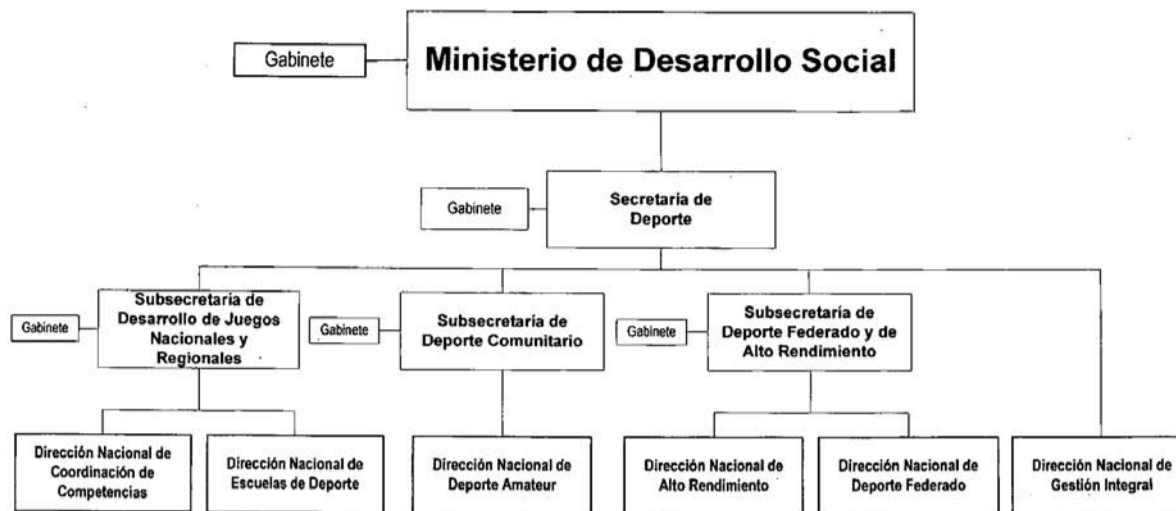 Gabinete
Ministerio de Desarrollo Social
Gabinete
Secretaría de
Deporte
Gabinete
Subsecretaría de
Desarrollo de Juegos
Nacionales y
Regionales
Gabinete
Subsecretaría de
Deporte Comunitario
Gabinete
Subsecretaría de
Deporte Federado y de
Alto Rendimiento
Dirección Nacional de
Coordinación de
Competencias
Dirección Nacional de
Escuelas de Deporte
Dirección Nacional de
Deporte Amateur
Dirección Nacional de
Alto Rendimiento
Dirección Nacional de
Deporte Federado
Dirección Nacional de
Gestión Integral